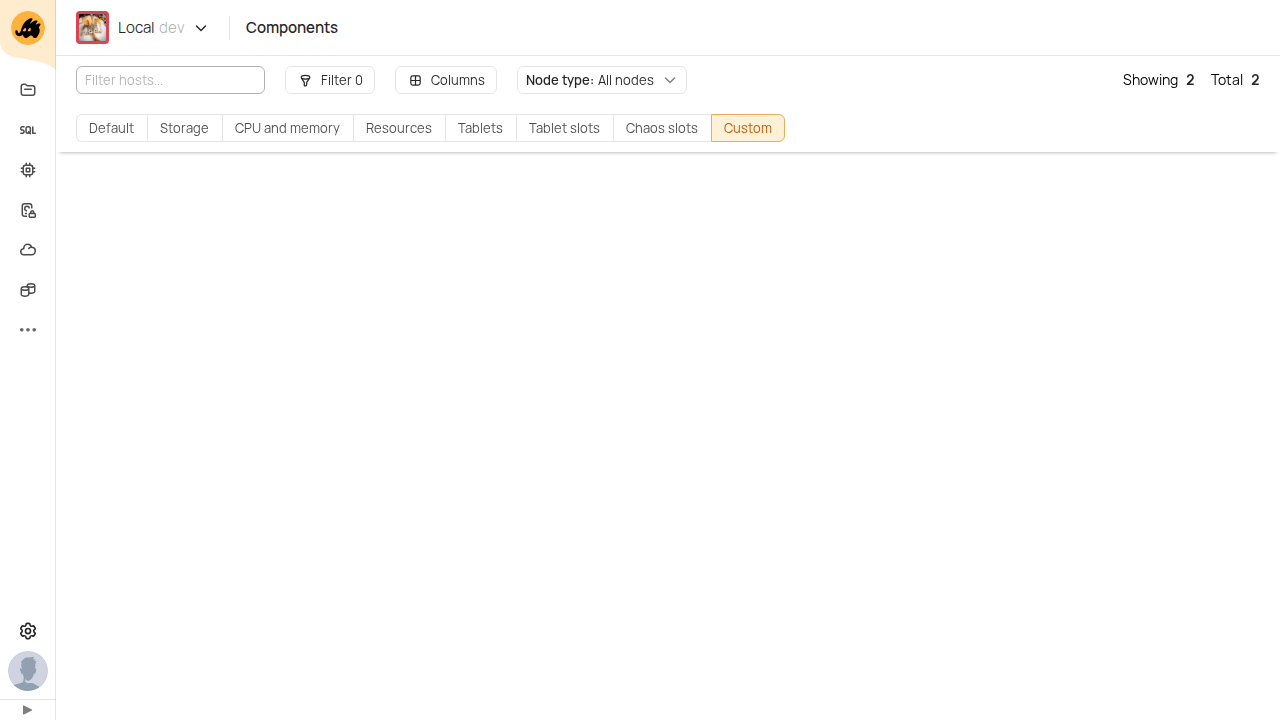 Local dev
Components
Filter hosts...
Filter 0
Columns
Node type: All nodes
Showing 2 Total 2
Default
Storage
CPU and memory
Resources
Tablets
Tablet slots
Chaos slots
Custom
SQL